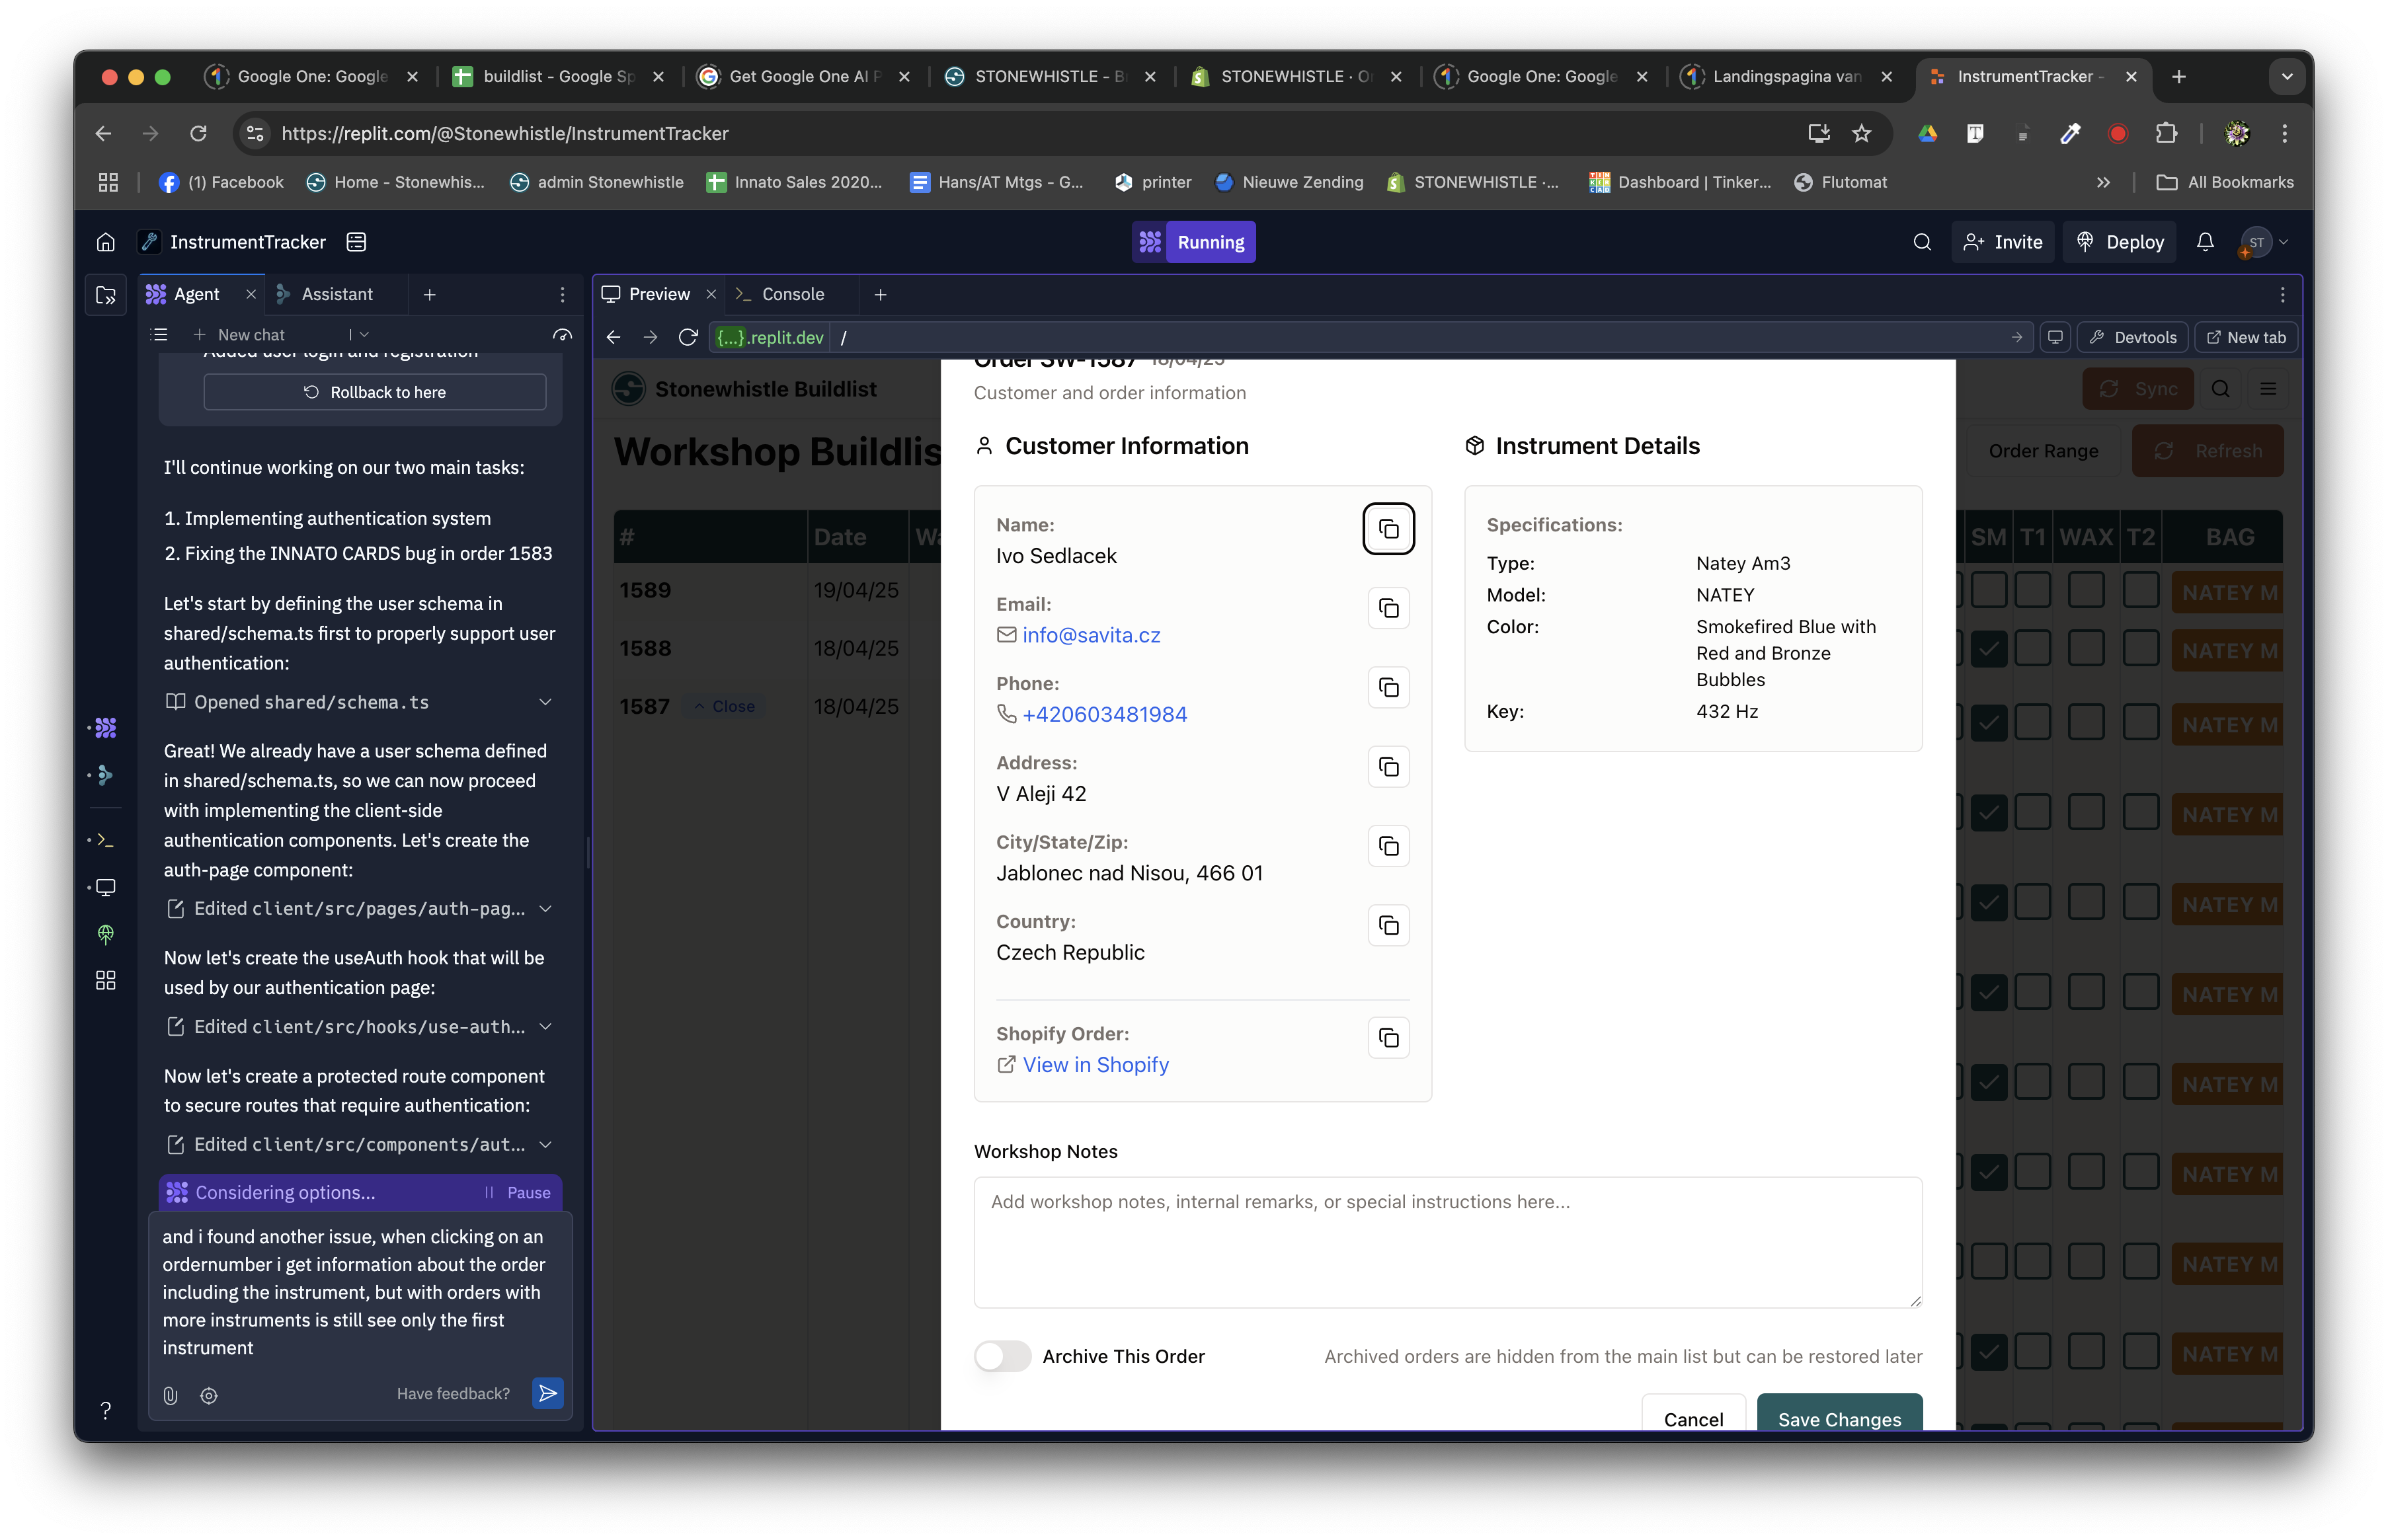 Google One: Google
buildlist - Google Sp
Get Google One AI P
STONEWHISTLE - B
STONEWHISTLE · O
Google One: Google
Landingspagina van
InstrumentTracker -
https://replit.com/@Stonewhistle/InstrumentTracker
(1) Facebook
Home - Stonewhis...
admin Stonewhistle
Innato Sales 2020...
Hans/AT Mtgs - G...
printer
Nieuwe Zending
STONEWHISTLE ·...
Dashboard | Tinker...
Flutomat
All Bookmarks
InstrumentTracker
Running
Invite
Deploy
ST
Agent
Assistant
New chat
Added user login and registration
Rollback to here
I'll continue working on our two main tasks:
1. Implementing authentication system
2. Fixing the INNATO CARDS bug in order 1583
Let's start by defining the user schema in
shared/schema.ts first to properly support user
authentication:
Opened shared/schema.ts
Great! We already have a user schema defined
in shared/schema.ts, so we can now proceed
with implementing the client-side
authentication components. Let's create the
auth-page component:
Edited client/src/pages/auth-pag...
Now let's create the useAuth hook that will be
used by our authentication page:
Edited client/src/hooks/use-auth...
Now let's create a protected route component
to secure routes that require authentication:
Edited client/src/components/aut...
Considering options...
Pause
and i found another issue, when clicking on an
ordernumber i get information about the order
including the instrument, but with orders with
more instruments is still see only the first
instrument
Have feedback?
Preview
Console
{...}.replit.dev /
Devtools
New tab
Stonewhistle Buildlist
Sync
Workshop Buildlis
Order Range
Refresh
# Date Wa
SM T1 WAX T2 BAG
1589 19/04/25
1588 18/04/25
1587 Close 18/04/25
NATEY M
NATEY M
NATEY M
NATEY M
NATEY M
NATEY M
NATEY M
NATEY M
NATEY M
NATEY M
Order SW-1587 18/04/25
Customer and order information
Customer Information
Name:
Ivo Sedlacek
Email:
info@savita.cz
Phone:
+420603481984
Address:
V Aleji 42
City/State/Zip:
Jablonec nad Nisou, 466 01
Country:
Czech Republic
Shopify Order:
View in Shopify
Instrument Details
Specifications:
Type: Natey Am3
Model: NATEY
Color: Smokefired Blue with
Red and Bronze
Bubbles
Key: 432 Hz
Workshop Notes
Add workshop notes, internal remarks, or special instructions here...
Archive This Order
Archived orders are hidden from the main list but can be restored later
Cancel
Save Changes